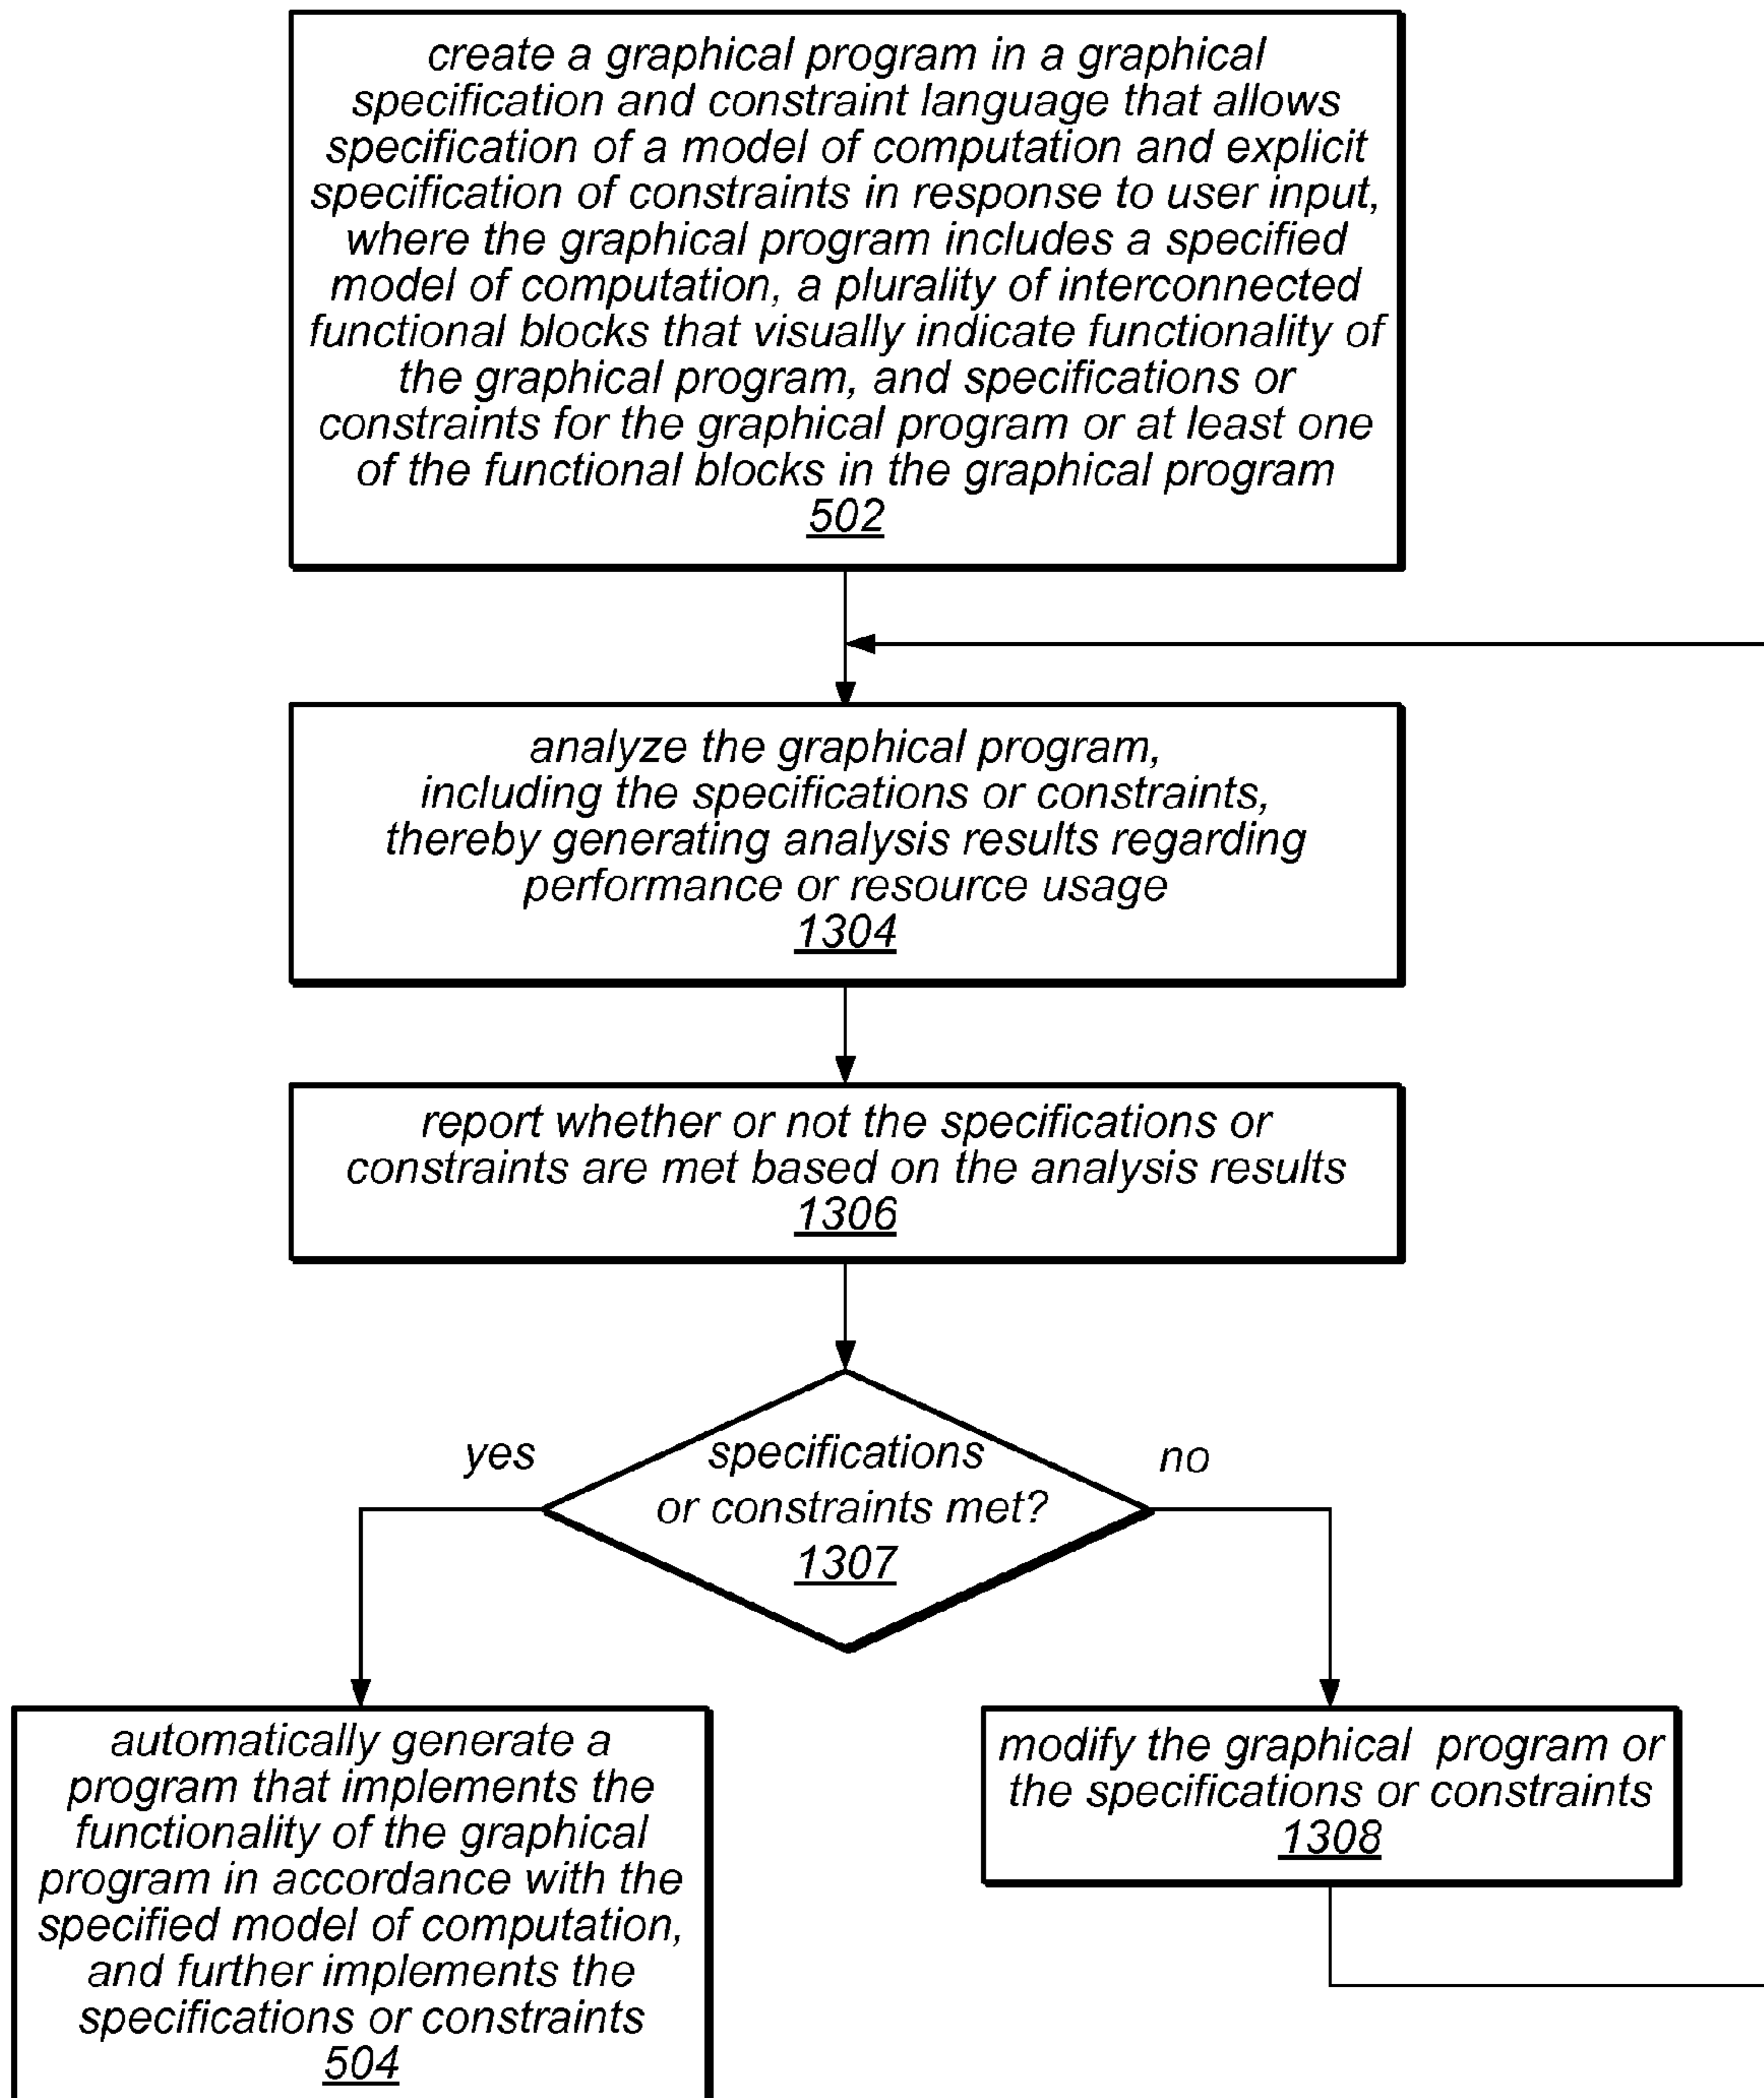 create a graphical program in a graphical
specification and constraint language that allows
specification of a model of computation and explicit
specification of constraints in response to user input,
where the graphical program includes a specified
model of computation, a plurality of interconnected
functional blocks that visually indicate functionality of
the graphical program, and specifications or
constraints for the graphical program or at least one
of the functional blocks in the graphical program
502
analyze the graphical program,
including the specifications or constraints,
thereby generating analysis results regarding
performance or resource usage
1304
report whether or not the specifications or
constraints are met based on the analysis results
1306
yes
specifications
or constraints met?
1307
no
automatically generate a
program that implements the
functionality of the graphical
program in accordance with the
specified model of computation,
and further implements the
specifications or constraints
504
modify the graphical program or
the specifications or constraints
1308